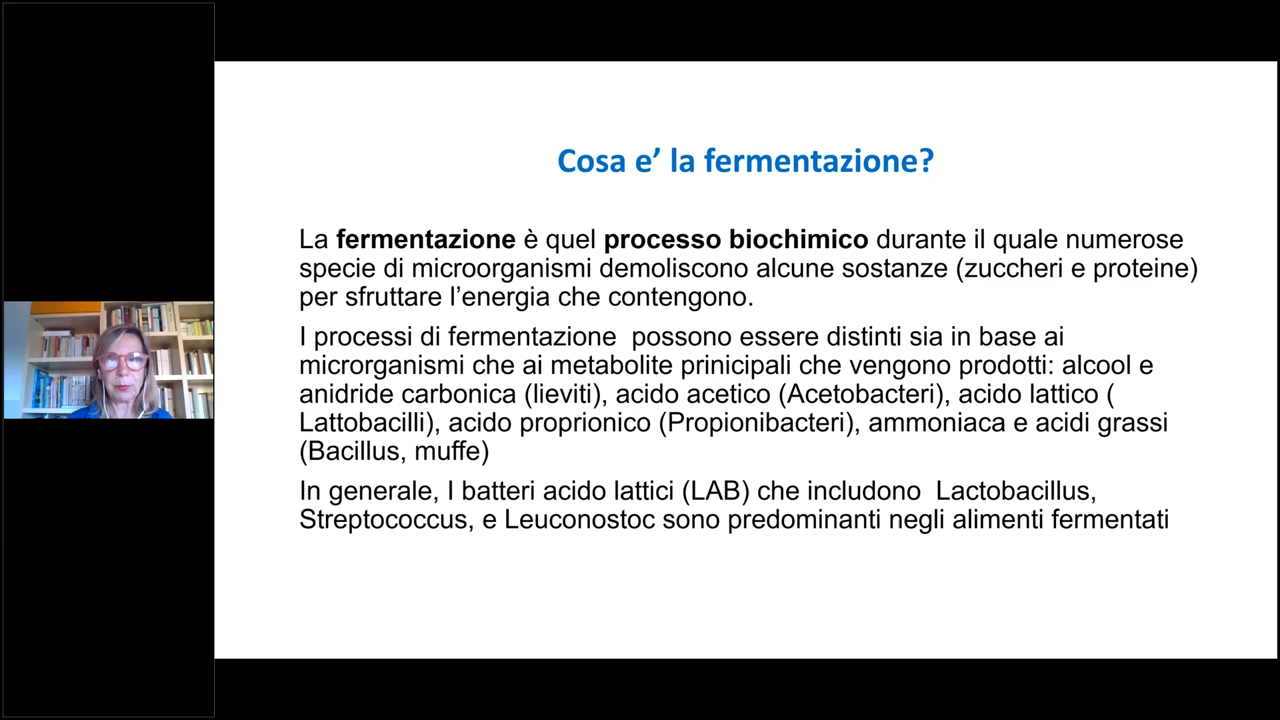 Cosa e’ la fermentazione?
La fermentazione è quel processo biochimico durante il quale numerose
specie di microorganismi demoliscono alcune sostanze (zuccheri e proteine)
per sfruttare l’energia che contengono.
I processi di fermentazione  possono essere distinti sia in base ai
microrganismi che ai metabolite prinicipali che vengono prodotti: alcool e
anidride carbonica (lieviti), acido acetico (Acetobacteri), acido lattico (
Lattobacilli), acido proprionico (Propionibacteri), ammoniaca e acidi grassi
(Bacillus, muffe)
In generale, I batteri acido lattici (LAB) che includono  Lactobacillus,
Streptococcus, e Leuconostoc sono predominanti negli alimenti fermentati